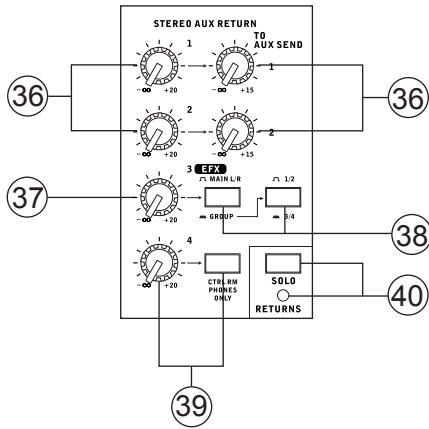 STEREO AUX RETURN
TO
AUX SEND
1
1
-∞ +20
-∞ +15
36
36
2
2
-∞ +20
-∞ +15
3 EFX
MAIN L/R
1/2
37
GROUP
3/4
-∞ +20
38
4
-∞ +20
CTRL RM
PHONES
ONLY
SOLO
RETURNS
40
39